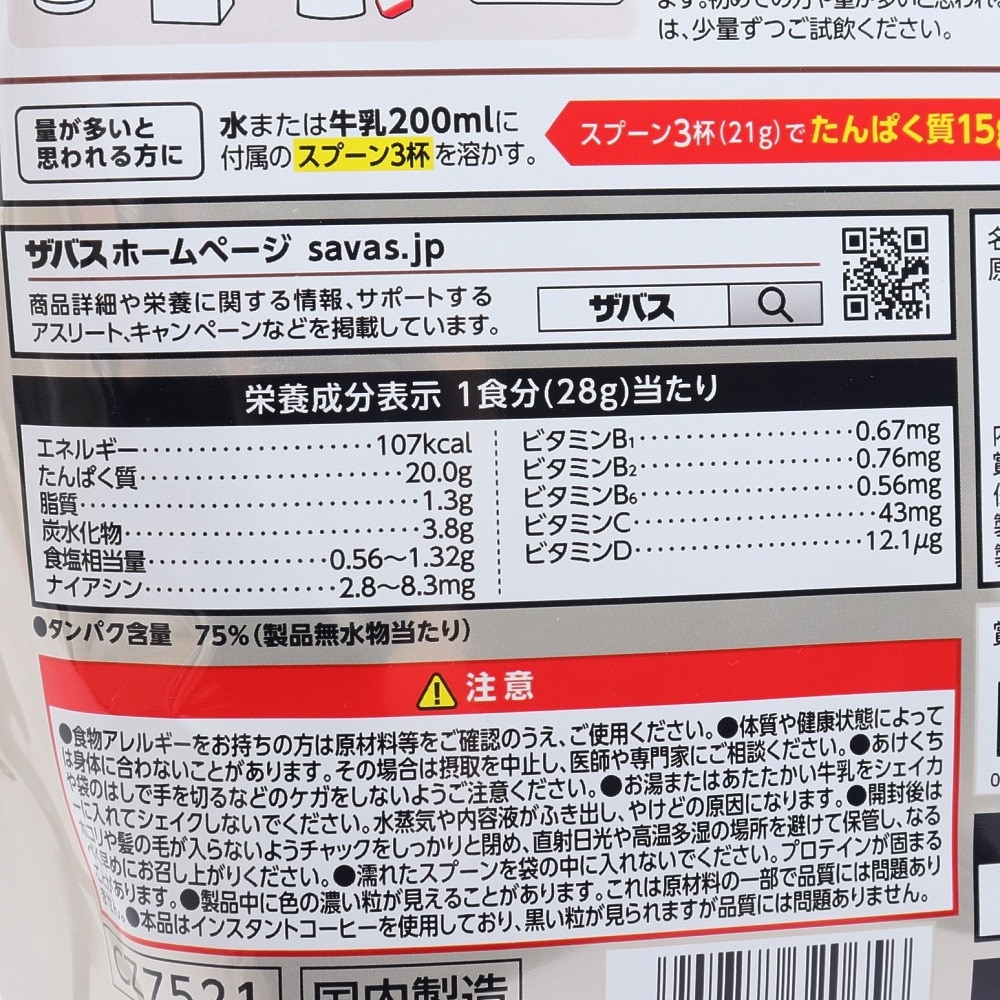 は、少量ずつご試飲ください。
量が多いと
思われる方に
水または牛乳200mlに
付属のスプーン3杯を溶かす。
スプーン3杯(21g)でたんぱく質15g
ザバスホームページ savas.jp
商品詳細や栄養に関する情報、サポートする
アスリート、キャンペーンなどを掲載しています。
ザバス
栄養成分表示 1食分(28g)当たり
エネルギー……………………107kcal
たんぱく質……………………20.0g
脂質……………………1.3g
炭水化物……………………3.8g
食塩相当量……………0.56～1.32g
ナイアシン……………2.8～8.3mg
ビタミンB₁……………………0.67mg
ビタミンB₂……………………0.76mg
ビタミンB₆……………………0.56mg
ビタミンC……………………43mg
ビタミンD……………………12.1μg
●タンパク含量 75%(製品無水物当たり)
注意
●食物アレルギーをお持ちの方は原材料等をご確認のうえ、ご使用ください。●体質や健康状態によって
は身体に合わないことがあります。その場合は摂取を中止し、医師や専門家にご相談ください。●あけくち
や袋のはしで手を切るなどのケガをしないようご注意ください。●お湯またはあたたかい牛乳をシェイカ
ーに入れてシェイクしないでください。水蒸気や内容液がふき出し、やけどの原因になります。●開封後は
ホコリや髪の毛が入らないようチャックをしっかりと閉め、直射日光や高温多湿の場所を避けて保管し、なる
べく早めにお召し上がりください。●濡れたスプーンを袋の中に入れないでください。プロテインが固まる
ことがあります。●製品中に色の濃い粒が見えることがあります。これは原材料の一部で品質には問題あり
ません。●本品はインスタントコーヒーを使用しており、黒い粒が見られますが品質には問題ありません。
CZ7521
国内製造